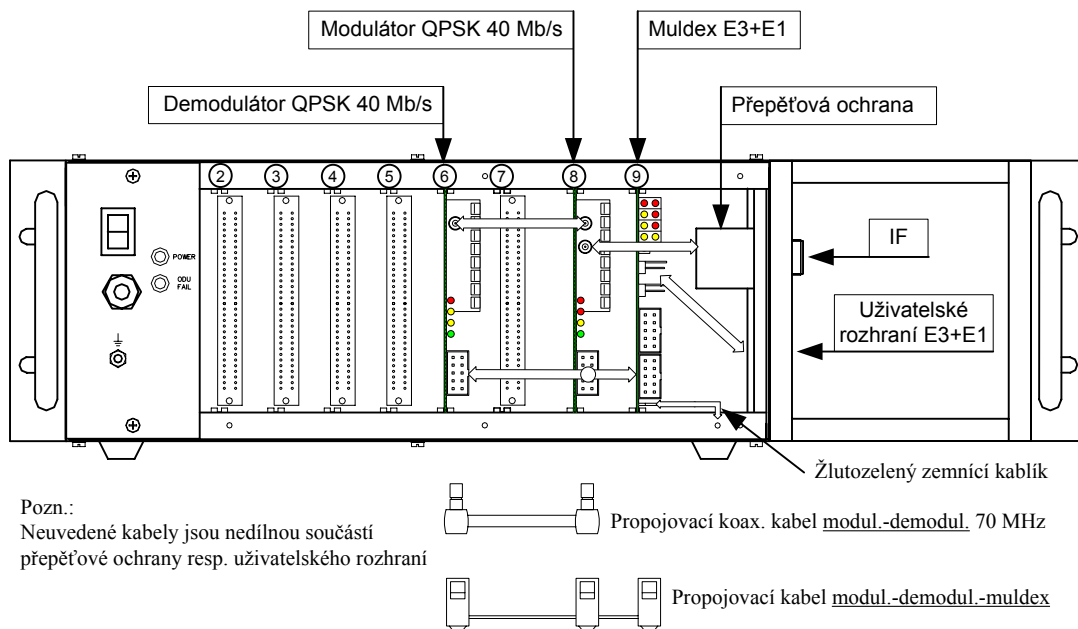 Modulátor QPSK 40 Mb/s
Muldex E3+E1
Demodulátor QPSK 40 Mb/s
Přepěťová ochrana
2
3
4
5
6
7
8
9
POWER
ODU
FAIL
IF
Uživatelské
rozhraní E3+E1
Žlutozelený zemnící kablík
Pozn.:
Neuvedené kabely jsou nedílnou součástí
přepěťové ochrany resp. uživatelského rozhraní
Propojovací koax. kabel modul.-demodul. 70 MHz
Propojovací kabel modul.-demodul.-muldex